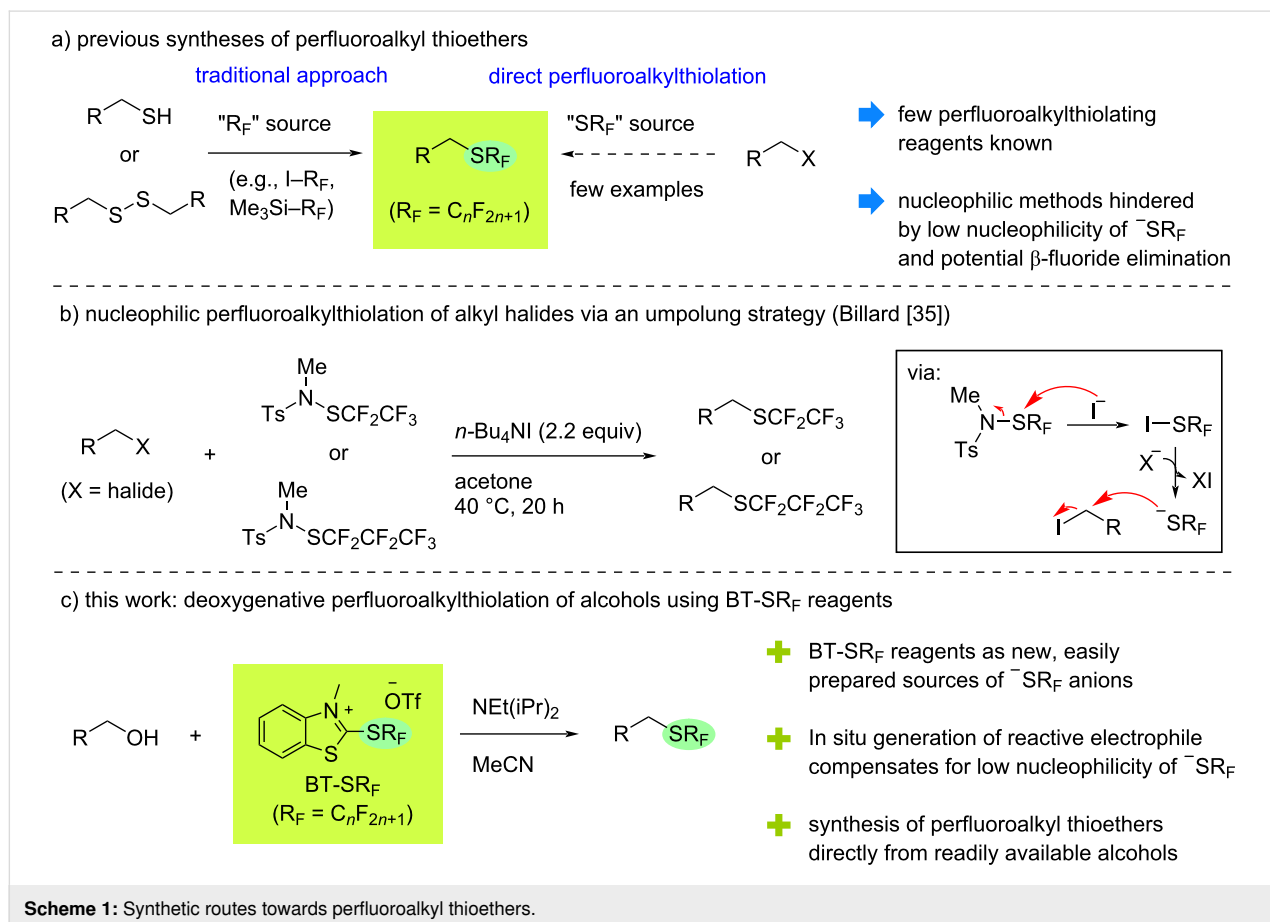 a) previous syntheses of perfluoroalkyl thioethers
traditional approach
direct perfluoroalkylthiolation
R
SH
or
R
S
S
R
"RF" source
(e.g., I–RF,
Me3Si–RF)
R
SRF
(RF = CnF2n+1)
"SRF" source
few examples
R
X
few perfluoroalkylthiolating
reagents known
nucleophilic methods hindered
by low nucleophilicity of −SRF
and potential β-fluoride elimination
b) nucleophilic perfluoroalkylthiolation of alkyl halides via an umpolung strategy (Billard [35])
R
X
(X = halide)
+
Me
N
Ts
SCF2CF3
or
Me
N
Ts
SCF2CF2CF3
n-Bu4NI (2.2 equiv)
acetone
40 °C, 20 h
R
SCF2CF3
or
R
SCF2CF2CF3
via:
Me
N
SRF
Ts
I−
I
SRF
X−
XI
I
R
−SRF
c) this work: deoxygenative perfluoroalkylthiolation of alcohols using BT-SRF reagents
R
OH
+
N
+
−OTf
S
SRF
BT-SRF
(RF = CnF2n+1)
NEt(iPr)2
MeCN
R
SRF
BT-SRF reagents as new, easily
prepared sources of −SRF anions
In situ generation of reactive electrophile
compensates for low nucleophilicity of −SRF
synthesis of perfluoroalkyl thioethers
directly from readily available alcohols
Scheme 1: Synthetic routes towards perfluoroalkyl thioethers.